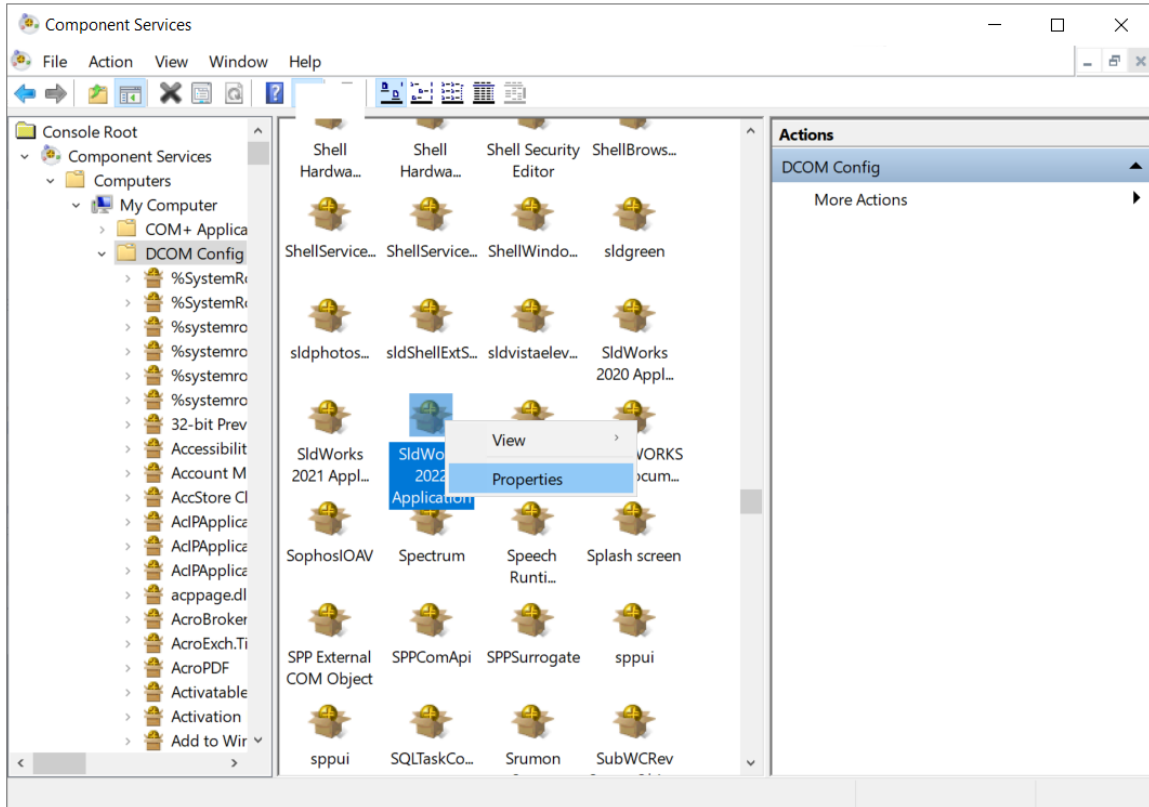 Component Services
File Action View Window Help
Console Root
Component Services
Computers
My Computer
COM+ Applica
DCOM Config
%SystemR
%SystemR
%systemro
%systemro
%systemro
%systemro
32-bit Prev
Accessibilit
Account M
AccStore Cl
AcIPApplica
AcIPApplica
AcIPApplica
acppage.dl
AcroBroker
AcroExch.Ti
AcroPDF
Activatable
Activation
Add to Wir
Shell Hardwa...
Shell Hardwa...
Shell Security Editor
ShellBrows...
ShellService...
ShellService...
ShellWindo...
sldgreen
sldphotos...
sldShellExtS...
sldvistaelev...
SldWorks 2020 Appl...
SldWorks 2021 Appl...
SldWo
2022
Application
View
Properties
WORKS
cum...
SophosIOAV
Spectrum
Speech Runti...
Splash screen
SPP External COM Object
SPPComApi
SPPSurrogate
sppui
sppui
SQLTaskCo...
Srumon
SubWCRev
Actions
DCOM Config
More Actions